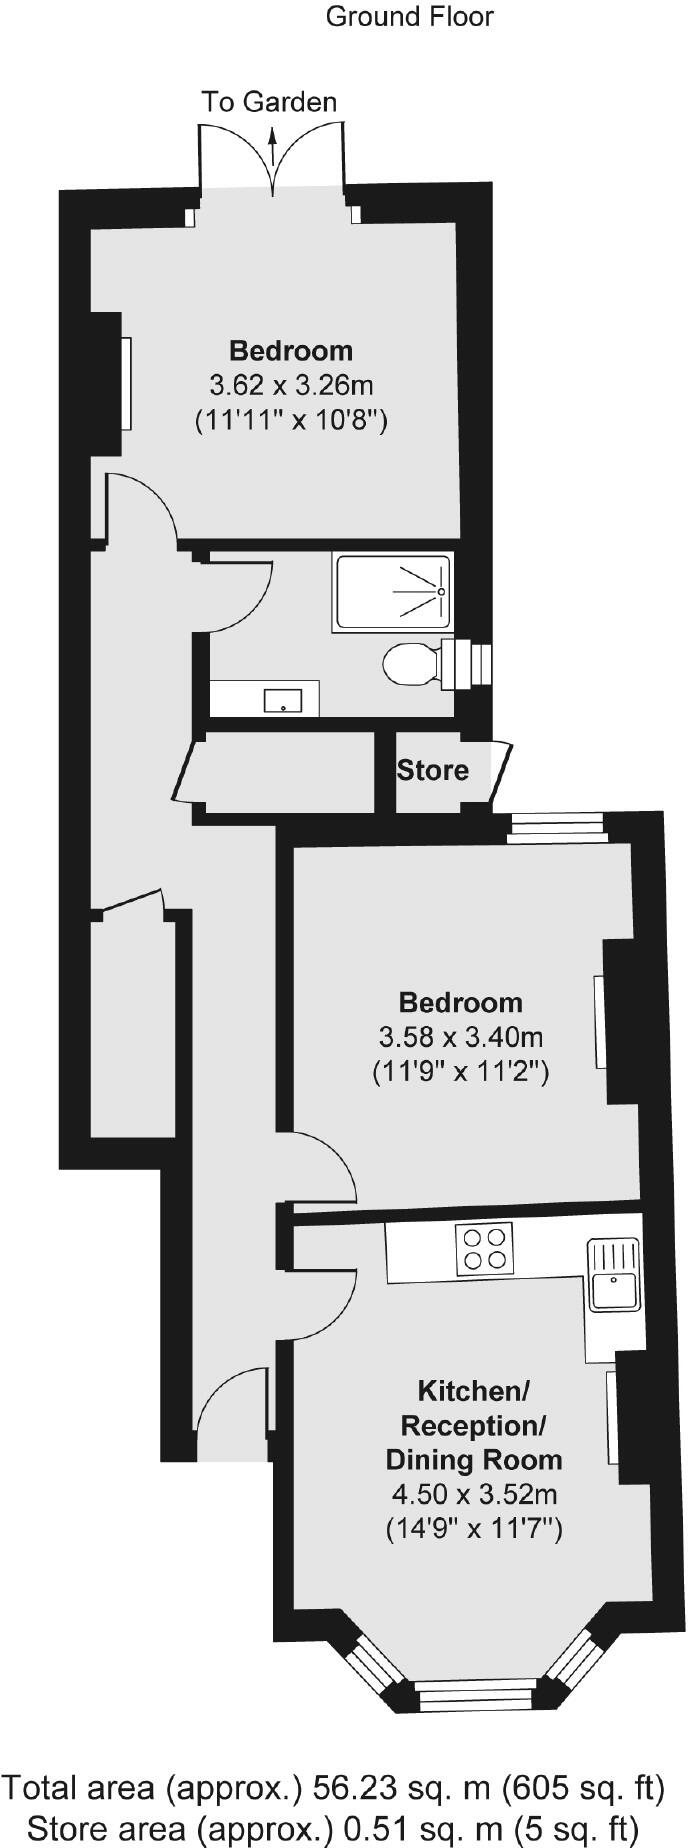 Ground Floor
To Garden
Bedroom
3.62 x 3.26m
(11'11" x 10'8")
Store
Bedroom
3.58 x 3.40m
(11'9" x 11'2")
Kitchen/
Reception/
Dining Room
4.50 x 3.52m
(14'9" x 11'7")
Total area (approx.) 56.23 sq. m (605 sq. ft)
Store area (approx.) 0.51 sq. m (5 sq. ft)